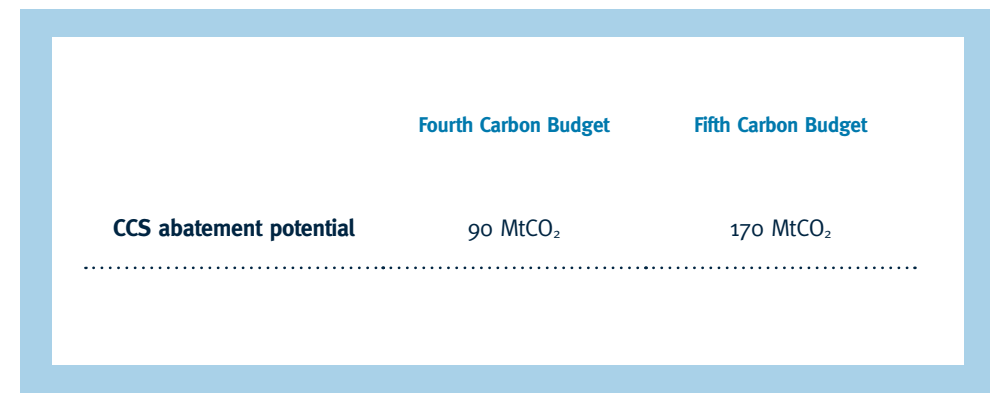 Fourth Carbon Budget Fifth Carbon Budget
CCS abatement potential 90 MtCO₂ 170 MtCO₂